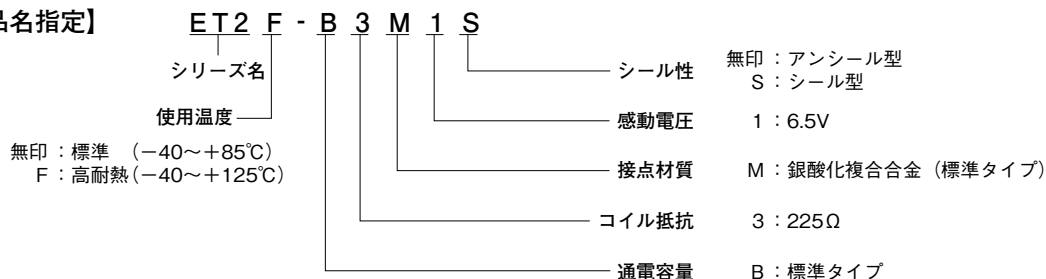 品名指定】 ET2 F - B 3 M 1 S
シリーズ名
使用温度
無印：標準 （－40～＋85℃）
F：高耐熱（－40～＋125℃）
シール性 無印：アンシール型
S：シール型
感動電圧 1：6.5V
接点材質 M：銀酸化複合合金（標準タイプ）
コイル抵抗 3：225Ω
通電容量 B：標準タイプ